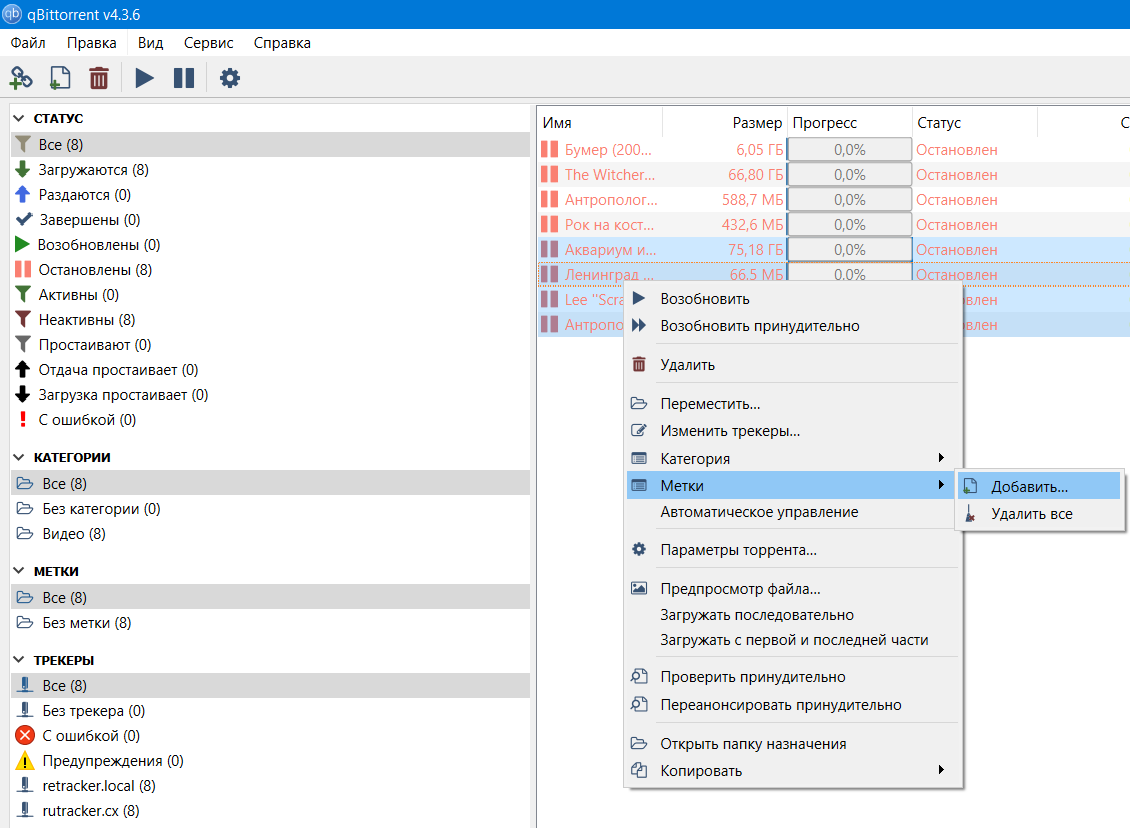 qBittorrent v4.3.6
Файл Правка Вид Сервис Справка
СТАТУС
Все (8)
Загружаются (8)
Раздаются (0)
Завершены (0)
Возобновлены (0)
Остановлены (8)
Активны (0)
Неактивны (8)
Простаивают (0)
Отдача простаивает (0)
Загрузка простаивает (0)
С ошибкой (0)
КАТЕГОРИИ
Все (8)
Без категории (0)
Видео (8)
МЕТКИ
Все (8)
Без метки (8)
ТРЕКЕРЫ
Все (8)
Без трекера (0)
С ошибкой (0)
Предупреждения (0)
retracker.local (8)
rutracker.cx (8)
Имя Размер Прогресс Статус С
Бумер (200... 6,05 ГБ 0,0% Остановлен
The Witcher... 66,80 ГБ 0,0% Остановлен
Антрополог... 588,7 МБ 0,0% Остановлен
Рок на кост... 432,6 МБ 0,0% Остановлен
Аквариум и... 75,18 ГБ 0,0% Остановлен
Ленинград ... 66,5 МБ 0,0% Остановлен
Lee "Scra влен
Антропо влен
Возобновить
Возобновить принудительно
Удалить
Переместить...
Изменить трекеры...
Категория
Метки
Автоматическое управление
Параметры торрента...
Предпросмотр файла...
Загружать последовательно
Загружать с первой и последней части
Проверить принудительно
Переанонсировать принудительно
Открыть папку назначения
Копировать
Добавить...
Удалить все